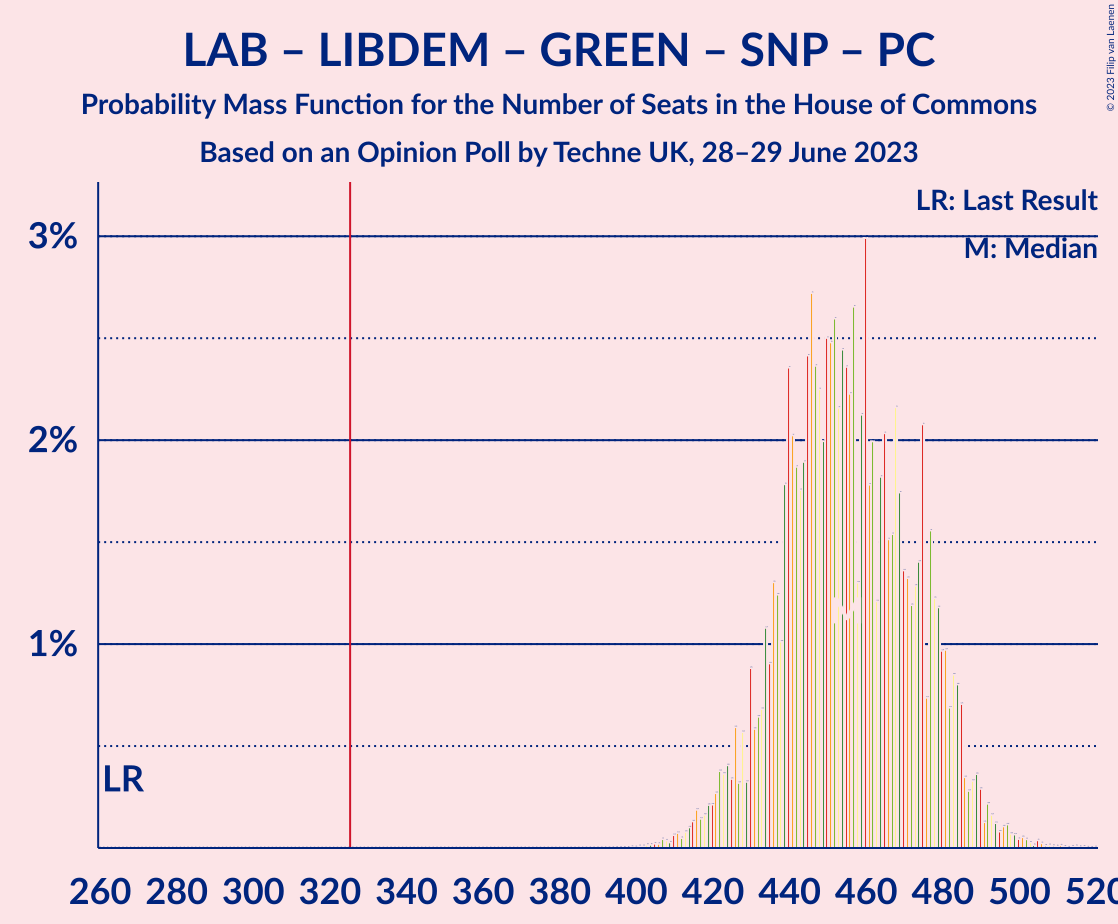 LAB – LIBDEM – GREEN – SNP – PC
Probability Mass Function for the Number of Seats in the House of Commons
Based on an Opinion Poll by Techne UK, 28–29 June 2023
© 2023 Filip van Laenen
LR: Last Result
M: Median
3%
2%
1%
LR
260 280 300 320 340 360 380 400 420 440 460 480 500 520